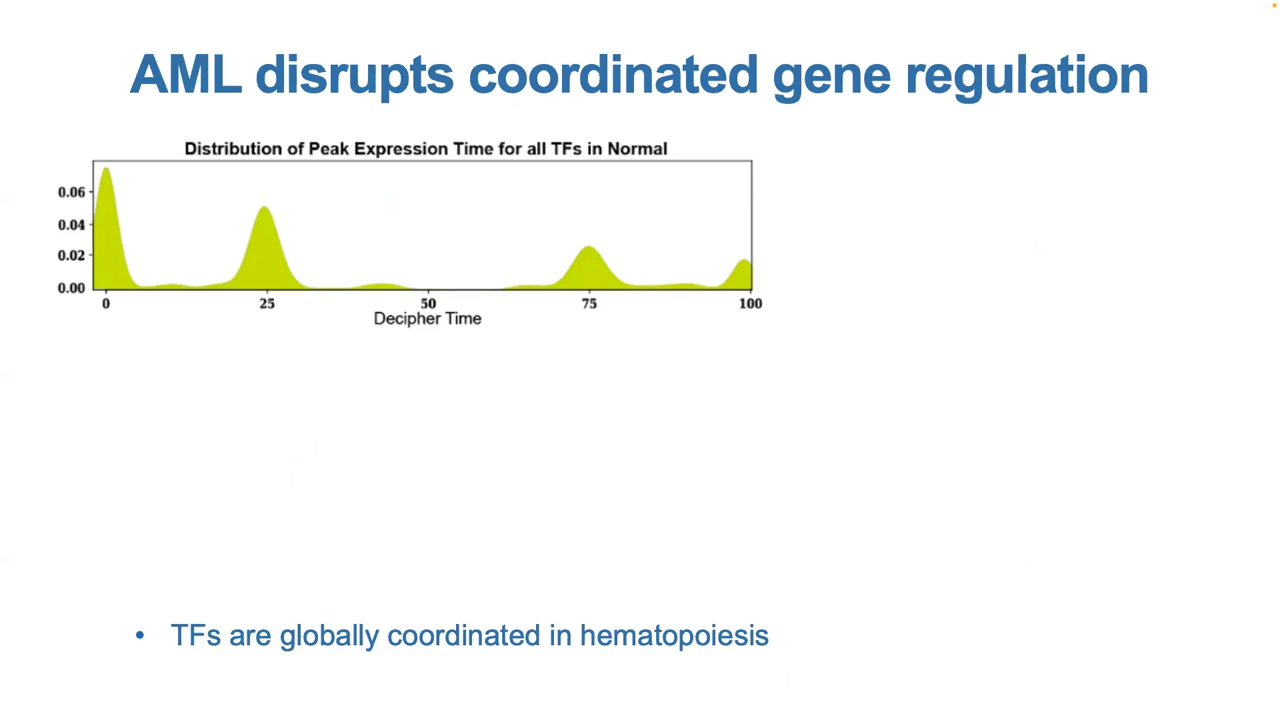 AML disrupts coordinated gene regulation
Distribution of Peak Expression Time for all TFs in Normal
0.06
0.04
0.02
0.00
0 25 50 75 100
Decipher Time
• TFs are globally coordinated in hematopoiesis